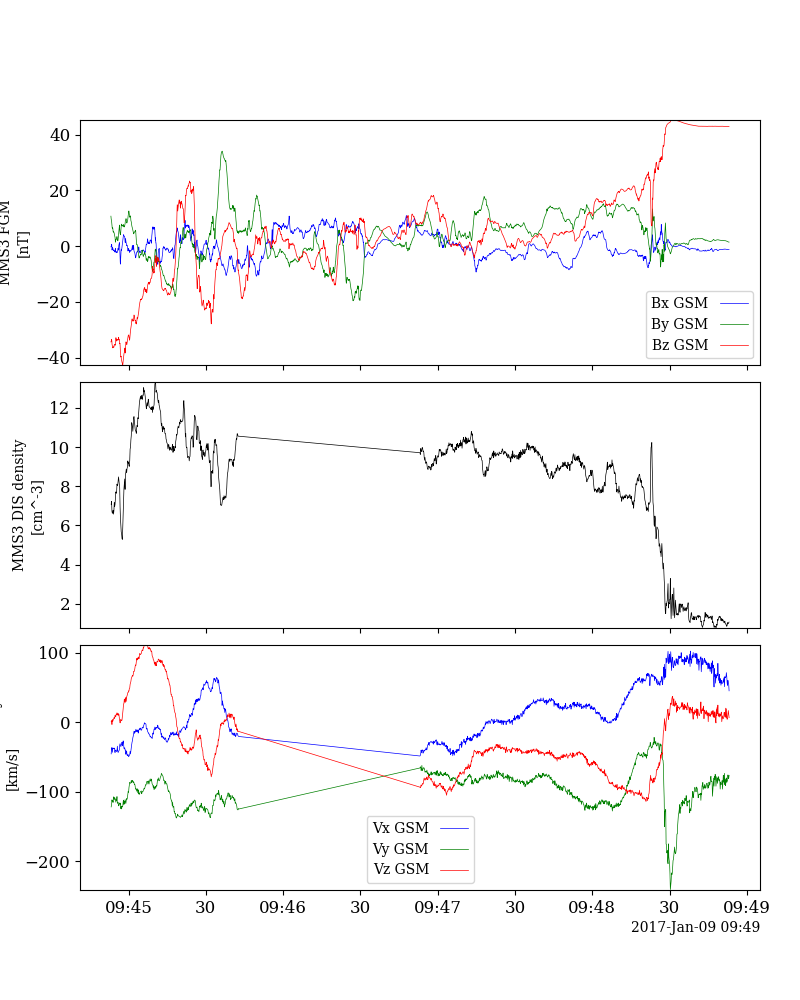 40
20
0
−20
−40
MMS3 FGM
[nT]
Bx GSM
By GSM
Bz GSM
12
10
8
6
4
2
MMS3 DIS density
[cm^-3]
100
0
−100
−200
[km/s]
Vx GSM
Vy GSM
Vz GSM
09:45 30 09:46 30 09:47 30 09:48 30 09:49
2017-Jan-09 09:49